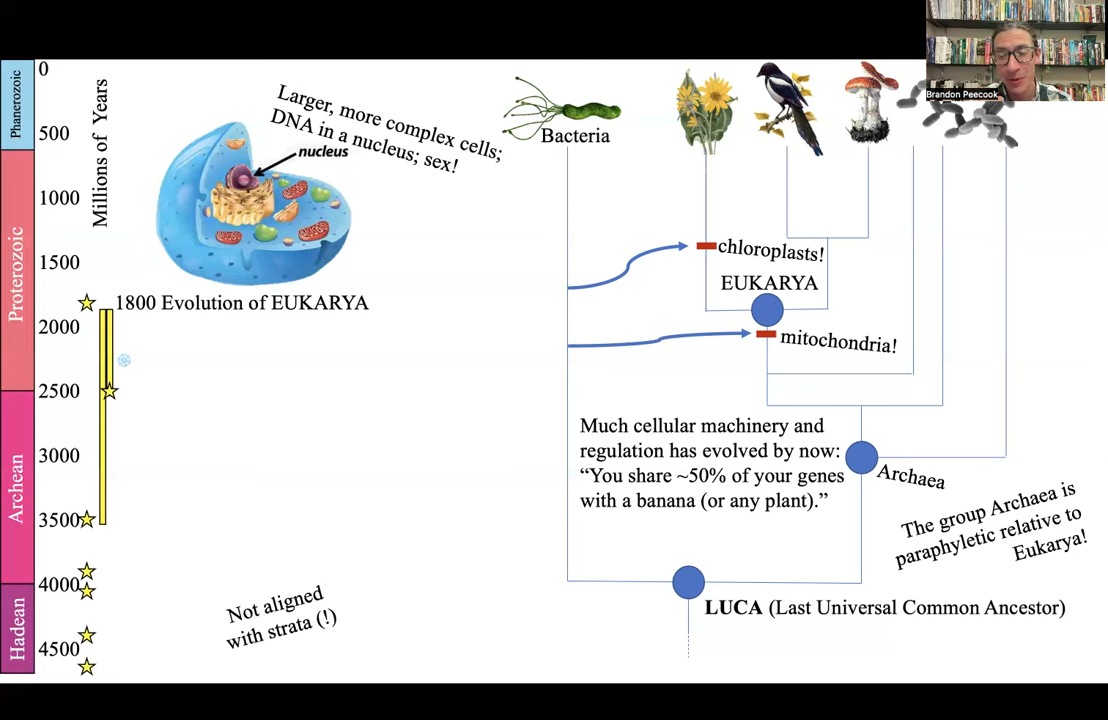 Brandon Peecook
Phanerozoic
Proterozoic
Archean
Hadean
Millions of Years
0
500
1000
1500
2000
2500
3000
3500
4000
4500
Larger, more complex cells;
DNA in a nucleus; sex!
nucleus
1800 Evolution of EUKARYA
Not aligned
with strata (!)
Bacteria
chloroplasts!
EUKARYA
mitochondria!
Much cellular machinery and
regulation has evolved by now:
“You share ~50% of your genes
with a banana (or any plant).”
Archaea
The group Archaea is
paraphyletic relative to
Eukarya!
LUCA (Last Universal Common Ancestor)